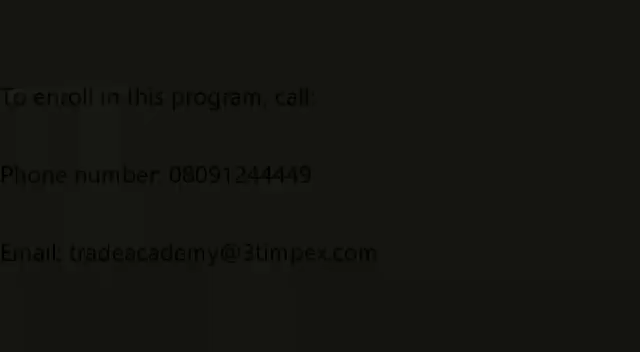 To enroll in this program, call:
Phone number: 08091244449
Email: tradeacademy@3timpex.com